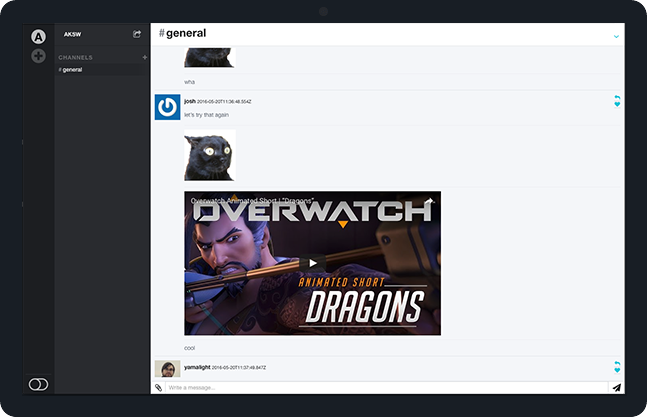 A
AKSW
CHANNELS
+
# general
#general
wha
josh 2016-05-20T11:36:48.554Z
let's try that again
Overwatch Animated Short | "Dragons"
OVERWATCH
ANIMATED SHORT
DRAGONS
cool
yamalight 2016-05-20T11:37:49.847Z
Write a message...